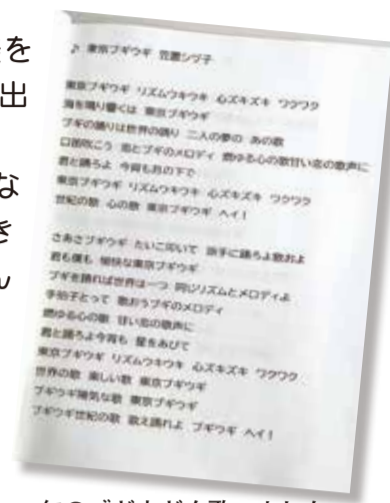 を
出
な
き
ん
♪ 東京ブギウギ 笠置シヅ子
東京ブギウギ リズムウキウキ 心ズキズキ ワクワク
海を鳴り響くは 東京ブギウギ
ブギの踊りは世界の踊り 二人の夢の あの歌
口笛吹こう 恋とブギのメロディ 燃ゆる心の歌甘い恋の歌声に
君と踊ろよ 今宵も月の下で
東京ブギウギ リズムウキウキ 心ズキズキ ワクワク
世紀の歌 心の歌 東京ブギウギ ヘイ！
さあさブギウギ たいこ叩いて 派手に踊ろよ歌およ
君も僕も 愉快な東京ブギウギ
ブギを踊れば世界は一つ 同じリズムとメロディよ
手拍子とって 歌おうブギのメロディ
燃ゆる心の歌 甘い恋の歌声に
君と踊ろよ今宵も 星をあびて
東京ブギウギ リズムウキウキ 心ズキズキ ワクワク
世界の歌 楽しい歌 東京ブギウギ
ブギウギ陽気な歌 東京ブギウギ
ブギウギ世紀の歌 歌え踊れよ ブギウギ ヘイ！